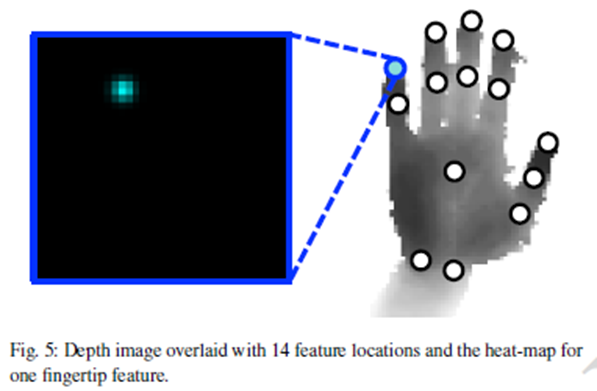 Fig. 5: Depth image overlaid with 14 feature locations and the heat-map for
one fingertip feature.